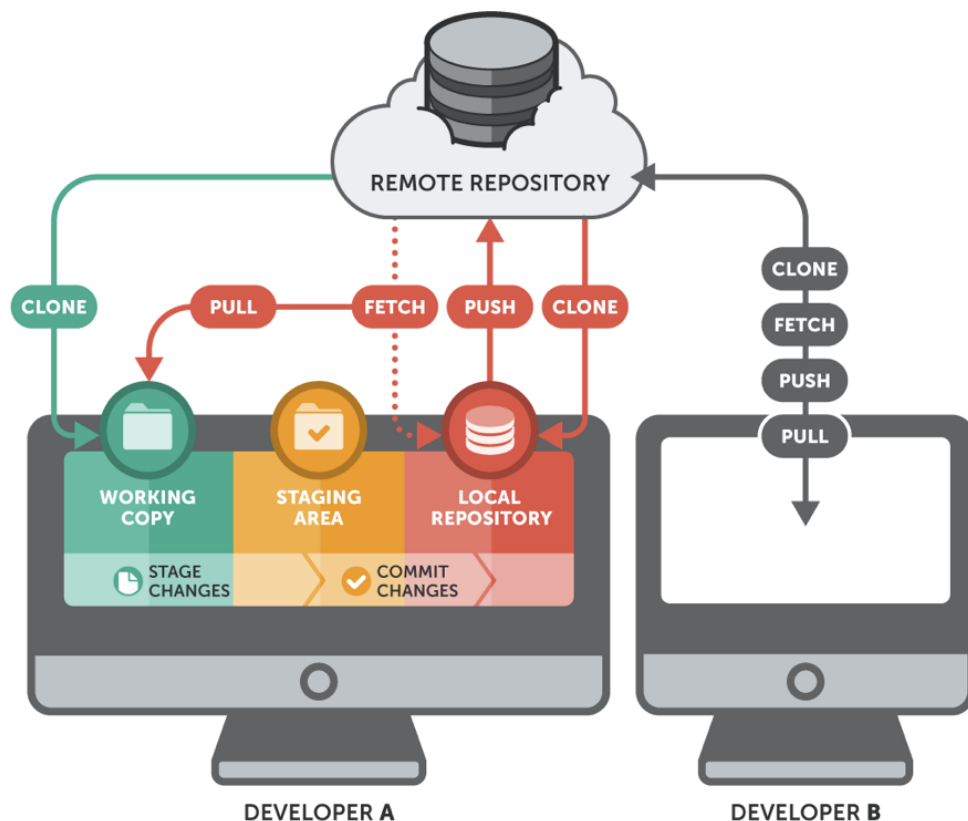 REMOTE REPOSITORY
CLONE
PULL
FETCH
PUSH
CLONE
CLONE
FETCH
PUSH
PULL
WORKING
COPY
STAGING
AREA
LOCAL
REPOSITORY
STAGE
CHANGES
COMMIT
CHANGES
DEVELOPER A
DEVELOPER B